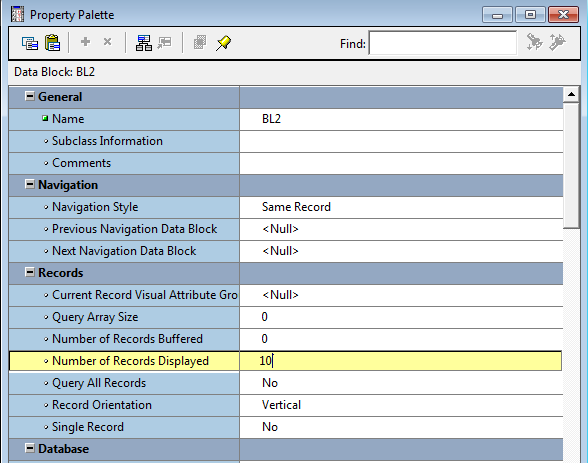 Property Palette
Find:
Data Block: BL2
General
Name BL2
Subclass Information
Comments
Navigation
Navigation Style Same Record
Previous Navigation Data Block <Null>
Next Navigation Data Block <Null>
Records
Current Record Visual Attribute Gro <Null>
Query Array Size 0
Number of Records Buffered 0
Number of Records Displayed 10
Query All Records No
Record Orientation Vertical
Single Record No
Database